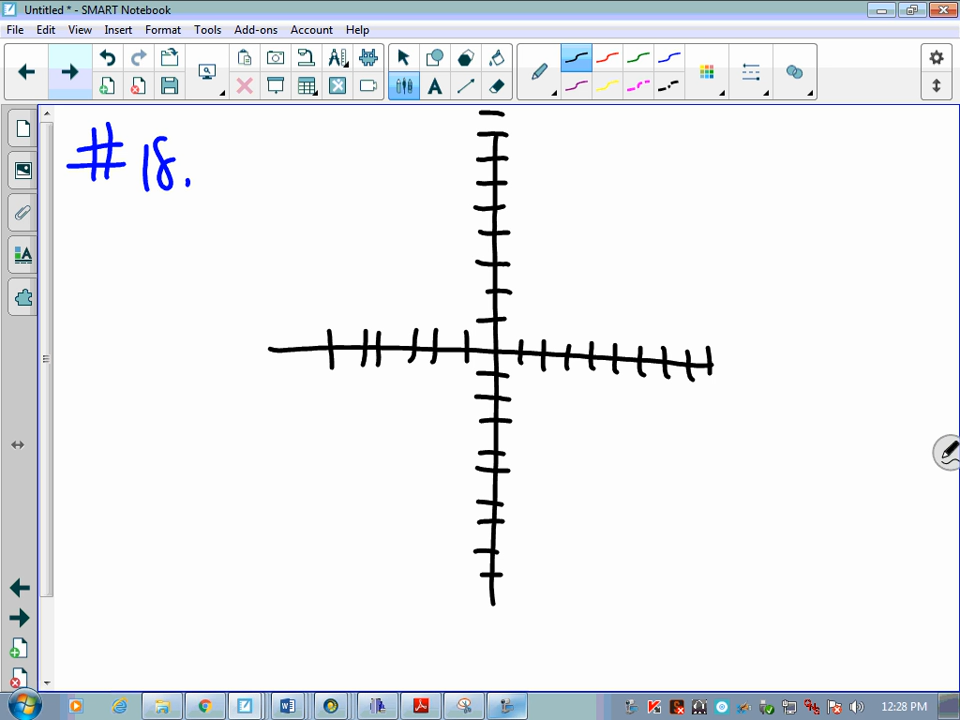 Untitled * - SMART Notebook
File Edit View Insert Format Tools Add-ons Account Help
#18.
12:28 PM